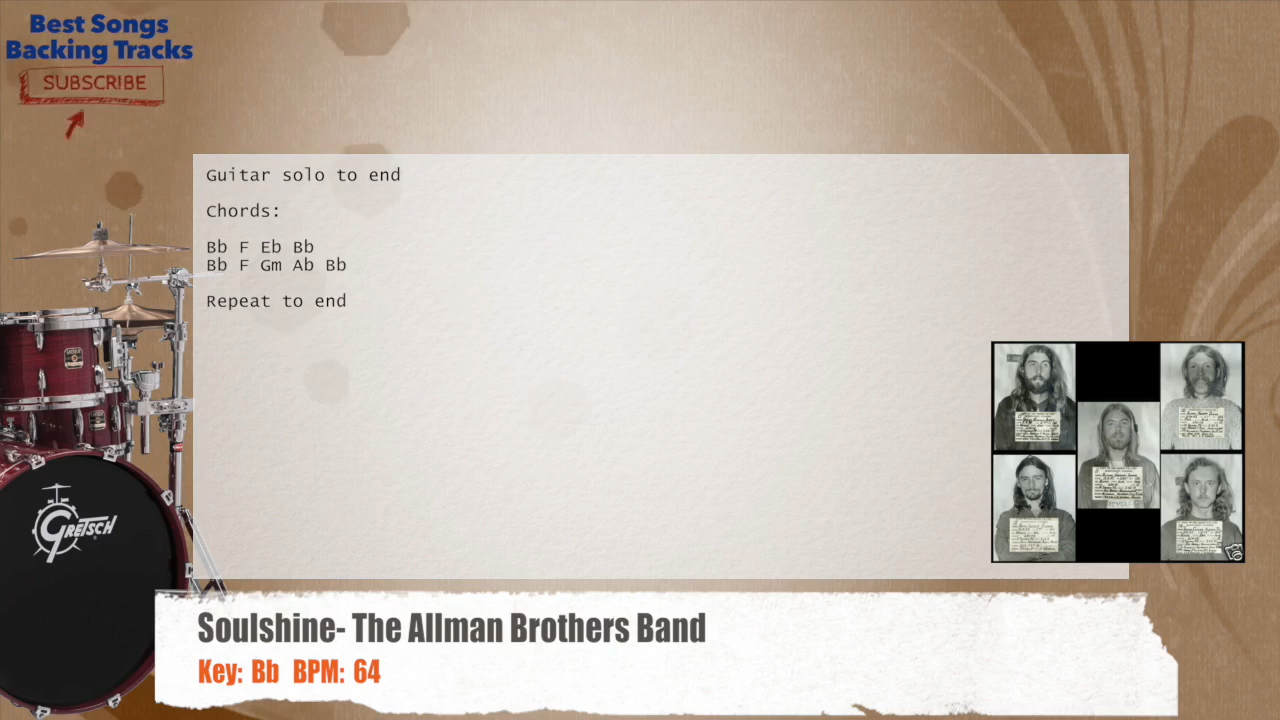 Best Songs
Backing Tracks
SUBSCRIBE
Guitar solo to end
Chords:
Bb F Eb Bb
Bb F Gm Ab Bb
Repeat to end
GRETSCH
Soulshine- The Allman Brothers Band
Key: Bb BPM: 64